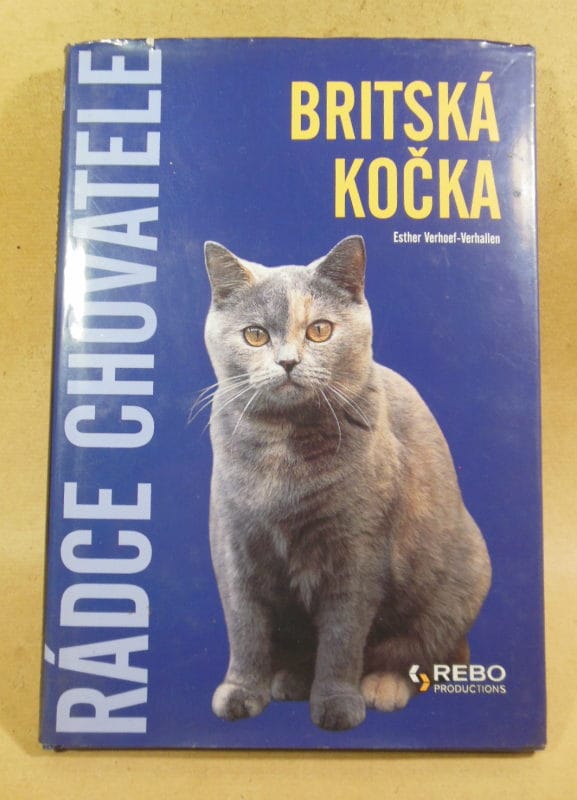 RÁDCE CHOVATELE
BRITSKÁ
KOČKA
Esther Verhoef-Verhallen
REBO
PRODUCTIONS